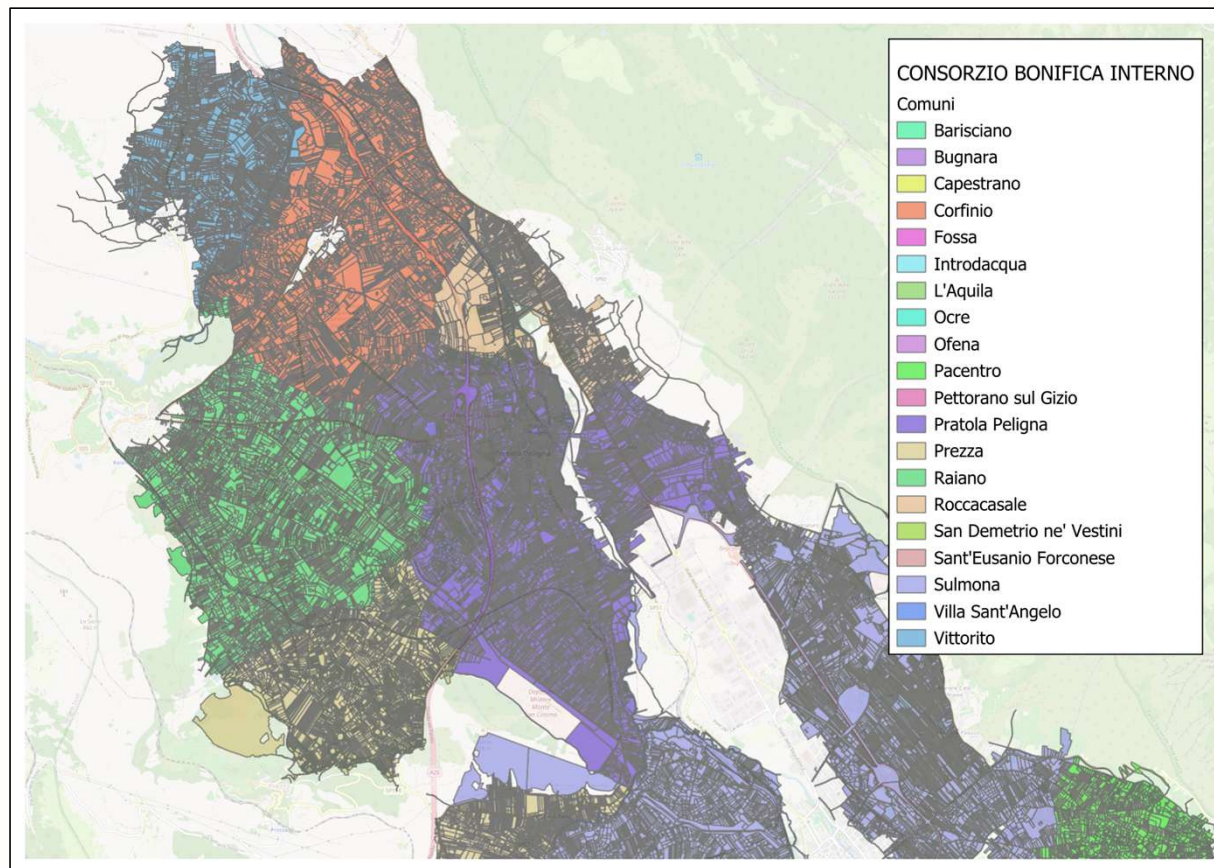 CONSORZIO BONIFICA INTERNO
Comuni
Barisciano
Bugnara
Capestrano
Corfinio
Fossa
Introdacqua
L'Aquila
Ocre
Ofena
Pacentro
Pettorano sul Gizio
Pratola Peligna
Prezza
Raiano
Roccacasale
San Demetrio ne' Vestini
Sant'Eusanio Forconese
Sulmona
Villa Sant'Angelo
Vittorito